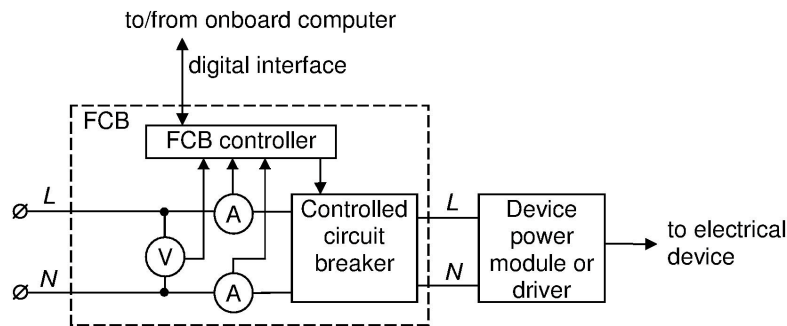 to/from onboard computer
digital interface
FCB
FCB controller
L
A
Controlled
circuit
breaker
L
Device
power
module or
driver
to electrical
device
V
N
A
N